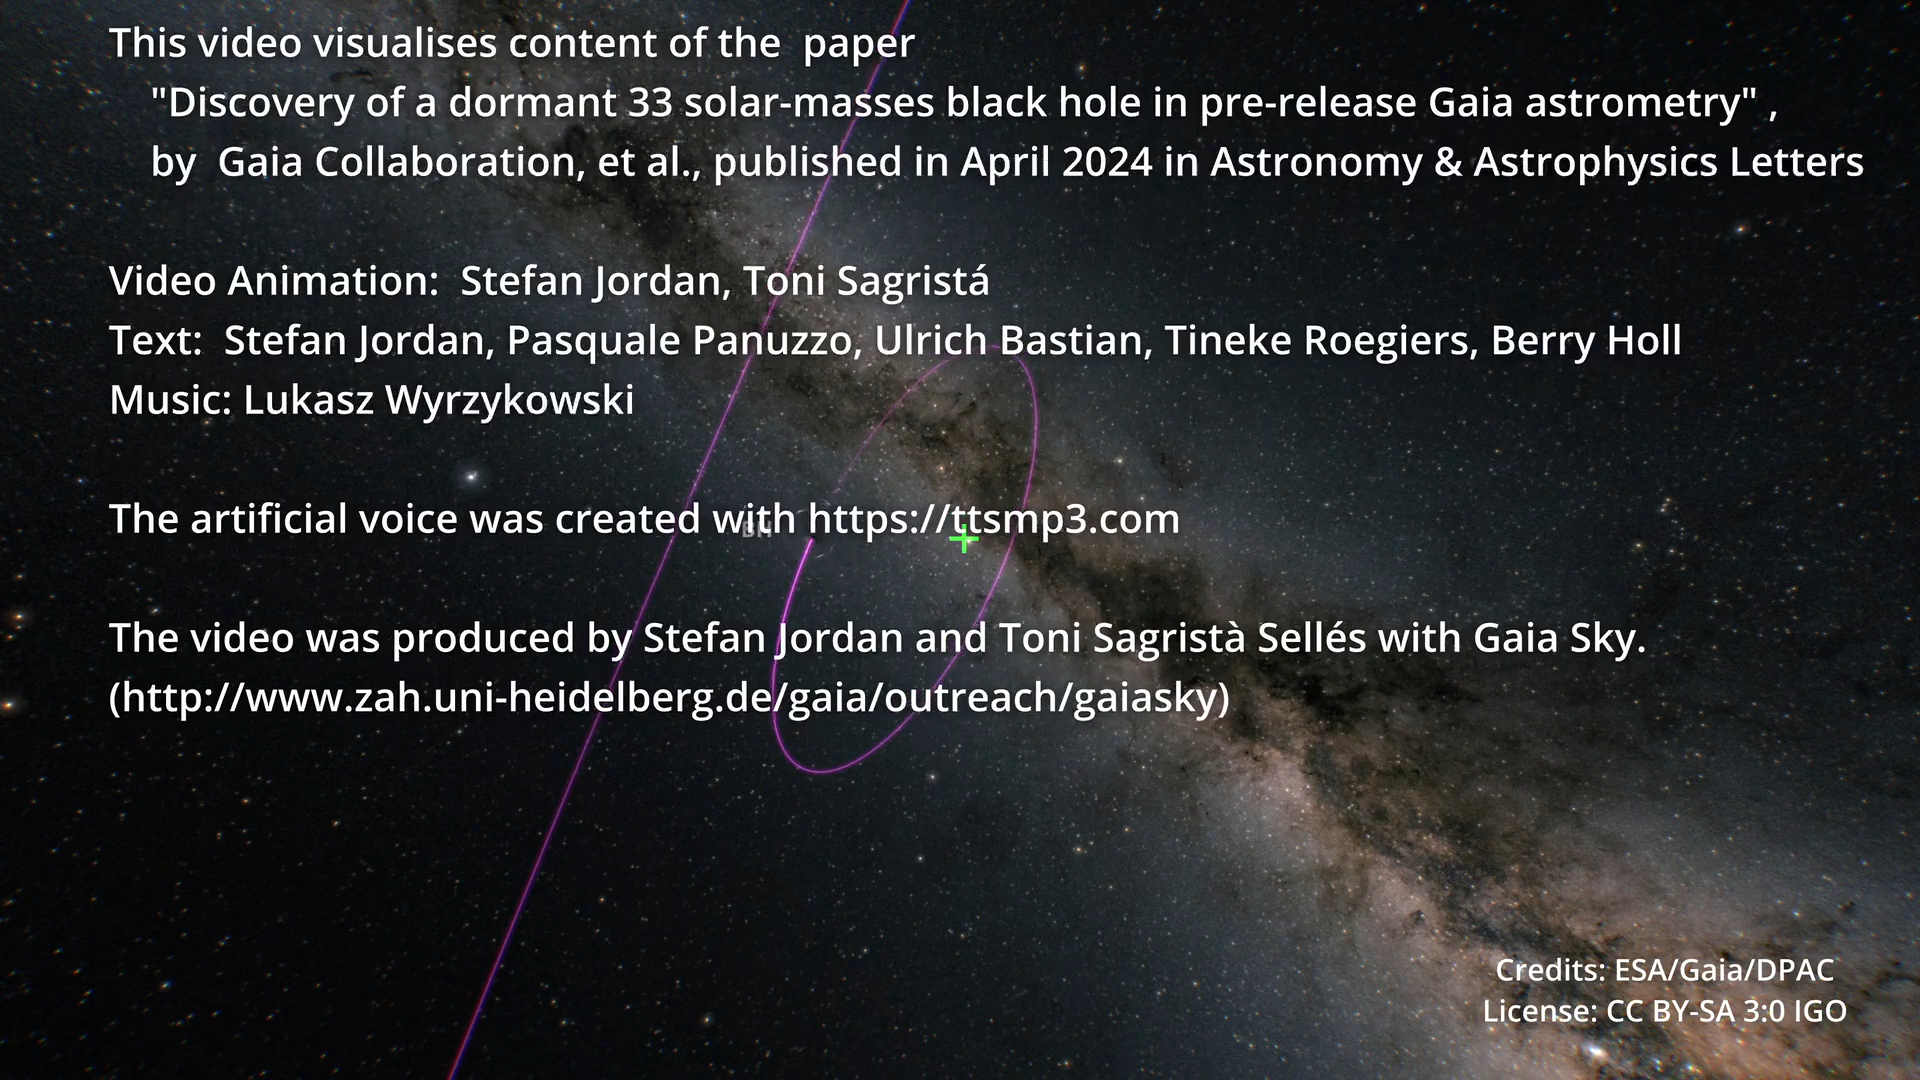 This video visualises content of the  paper
"Discovery of a dormant 33 solar-masses black hole in pre-release Gaia astrometry" ,
by  Gaia Collaboration, et al., published in April 2024 in Astronomy & Astrophysics Letters
Video Animation:  Stefan Jordan, Toni Sagristá
Text:  Stefan Jordan, Pasquale Panuzzo, Ulrich Bastian, Tineke Roegiers, Berry Holl
Music: Lukasz Wyrzykowski
The artificial voice was created with https://ttsmp3.com
BH
The video was produced by Stefan Jordan and Toni Sagristà Sellés with Gaia Sky.
(http://www.zah.uni-heidelberg.de/gaia/outreach/gaiasky)
Credits: ESA/Gaia/DPAC
License: CC BY-SA 3:0 IGO